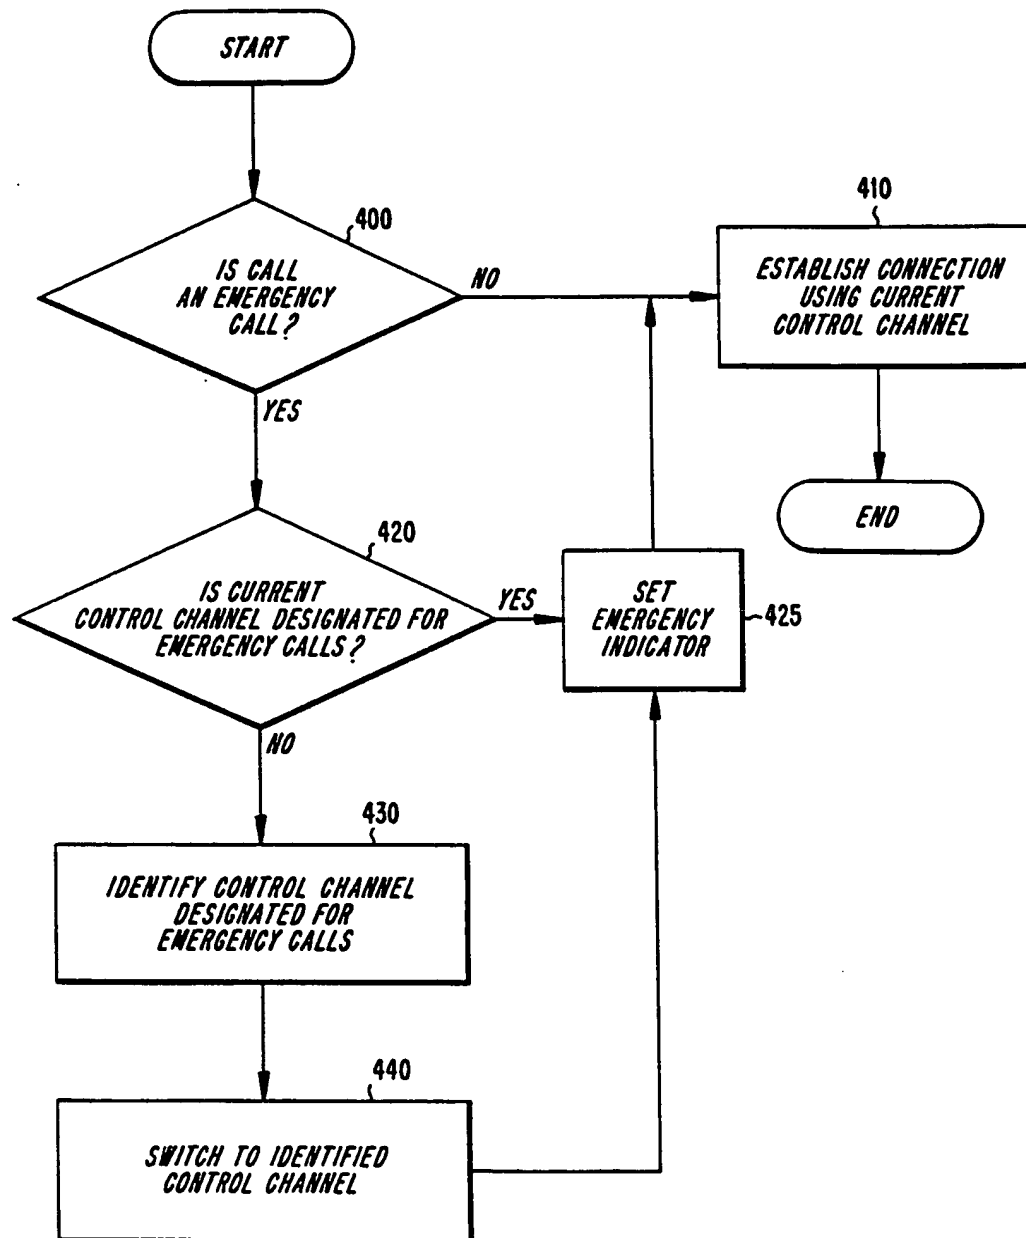 START
400
IS CALL
AN EMERGENCY
CALL?
NO
YES
410
ESTABLISH CONNECTION
USING CURRENT
CONTROL CHANNEL
END
420
IS CURRENT
CONTROL CHANNEL DESIGNATED FOR
EMERGENCY CALLS?
YES
NO
SET
EMERGENCY
INDICATOR
425
430
IDENTIFY CONTROL CHANNEL
DESIGNATED FOR
EMERGENCY CALLS
440
SWITCH TO IDENTIFIED
CONTROL CHANNEL